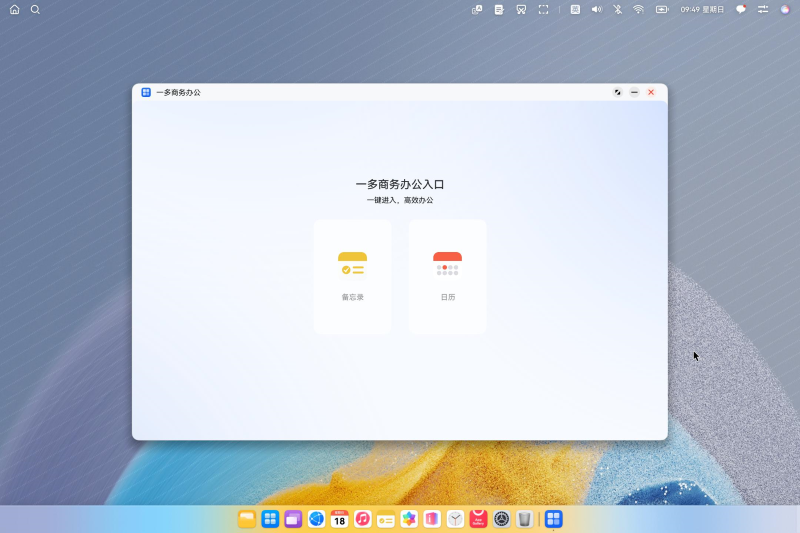 09:49 星期日
一多商务办公
一多商务办公入口
一键进入，高效办公
备忘录
日历
18